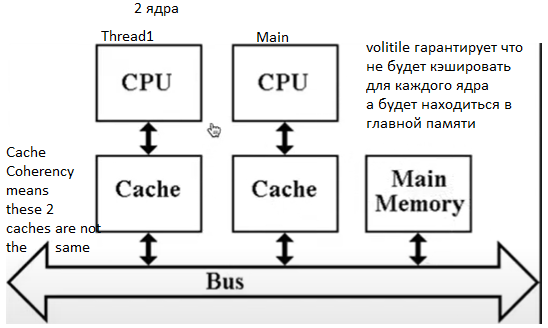 2 ядра
Thread1
Main
CPU
CPU
volitile гарантирует что
не будет кэшировать
для каждого ядра
а будет находиться в
главной памяти
Cache
Coherency
means
these 2
caches are not
the same
Cache
Cache
Main
Memory
Bus